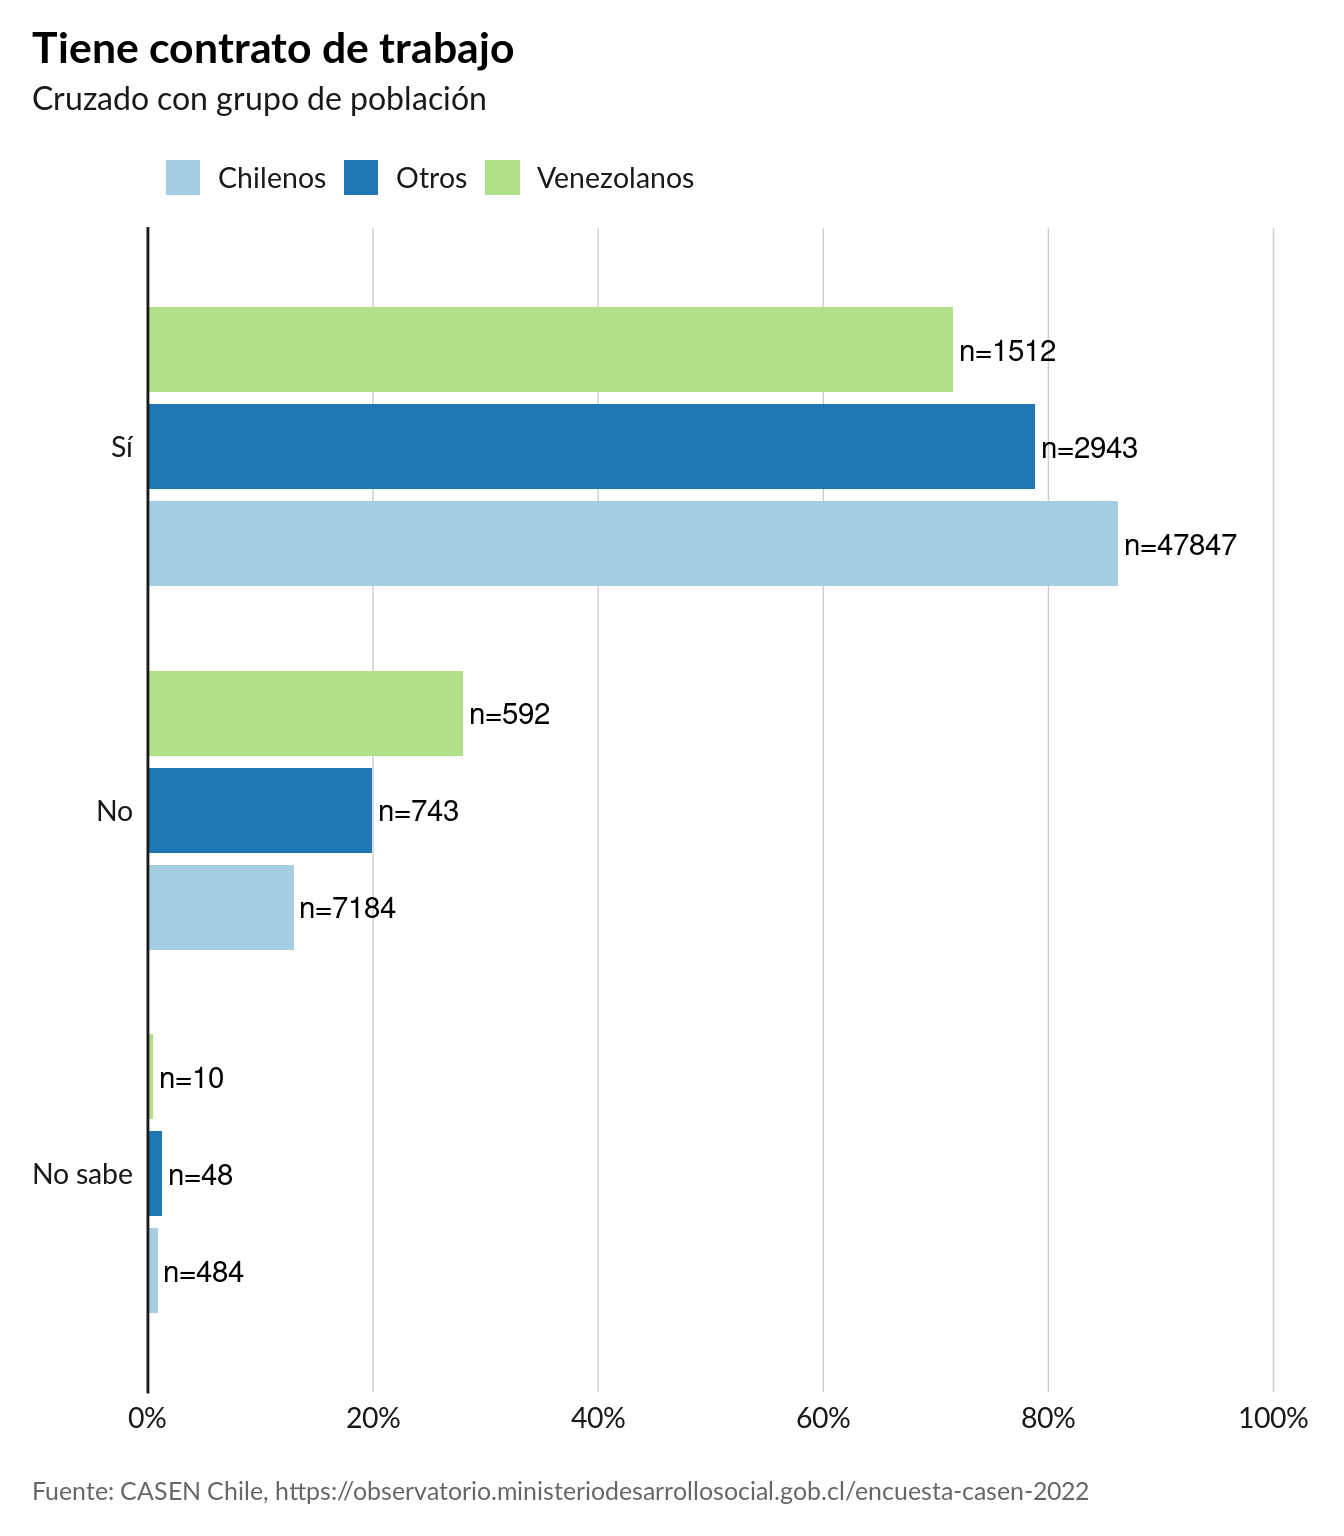 Tiene contrato de trabajo
Cruzado con grupo de población
Chilenos Otros Venezolanos
n=1512
Sí n=2943
n=47847
n=592
No n=743
n=7184
n=10
No sabe n=48
n=484
0% 20% 40% 60% 80% 100%
Fuente: CASEN Chile, https://observatorio.ministeriodesarrollosocial.gob.cl/encuesta-casen-2022